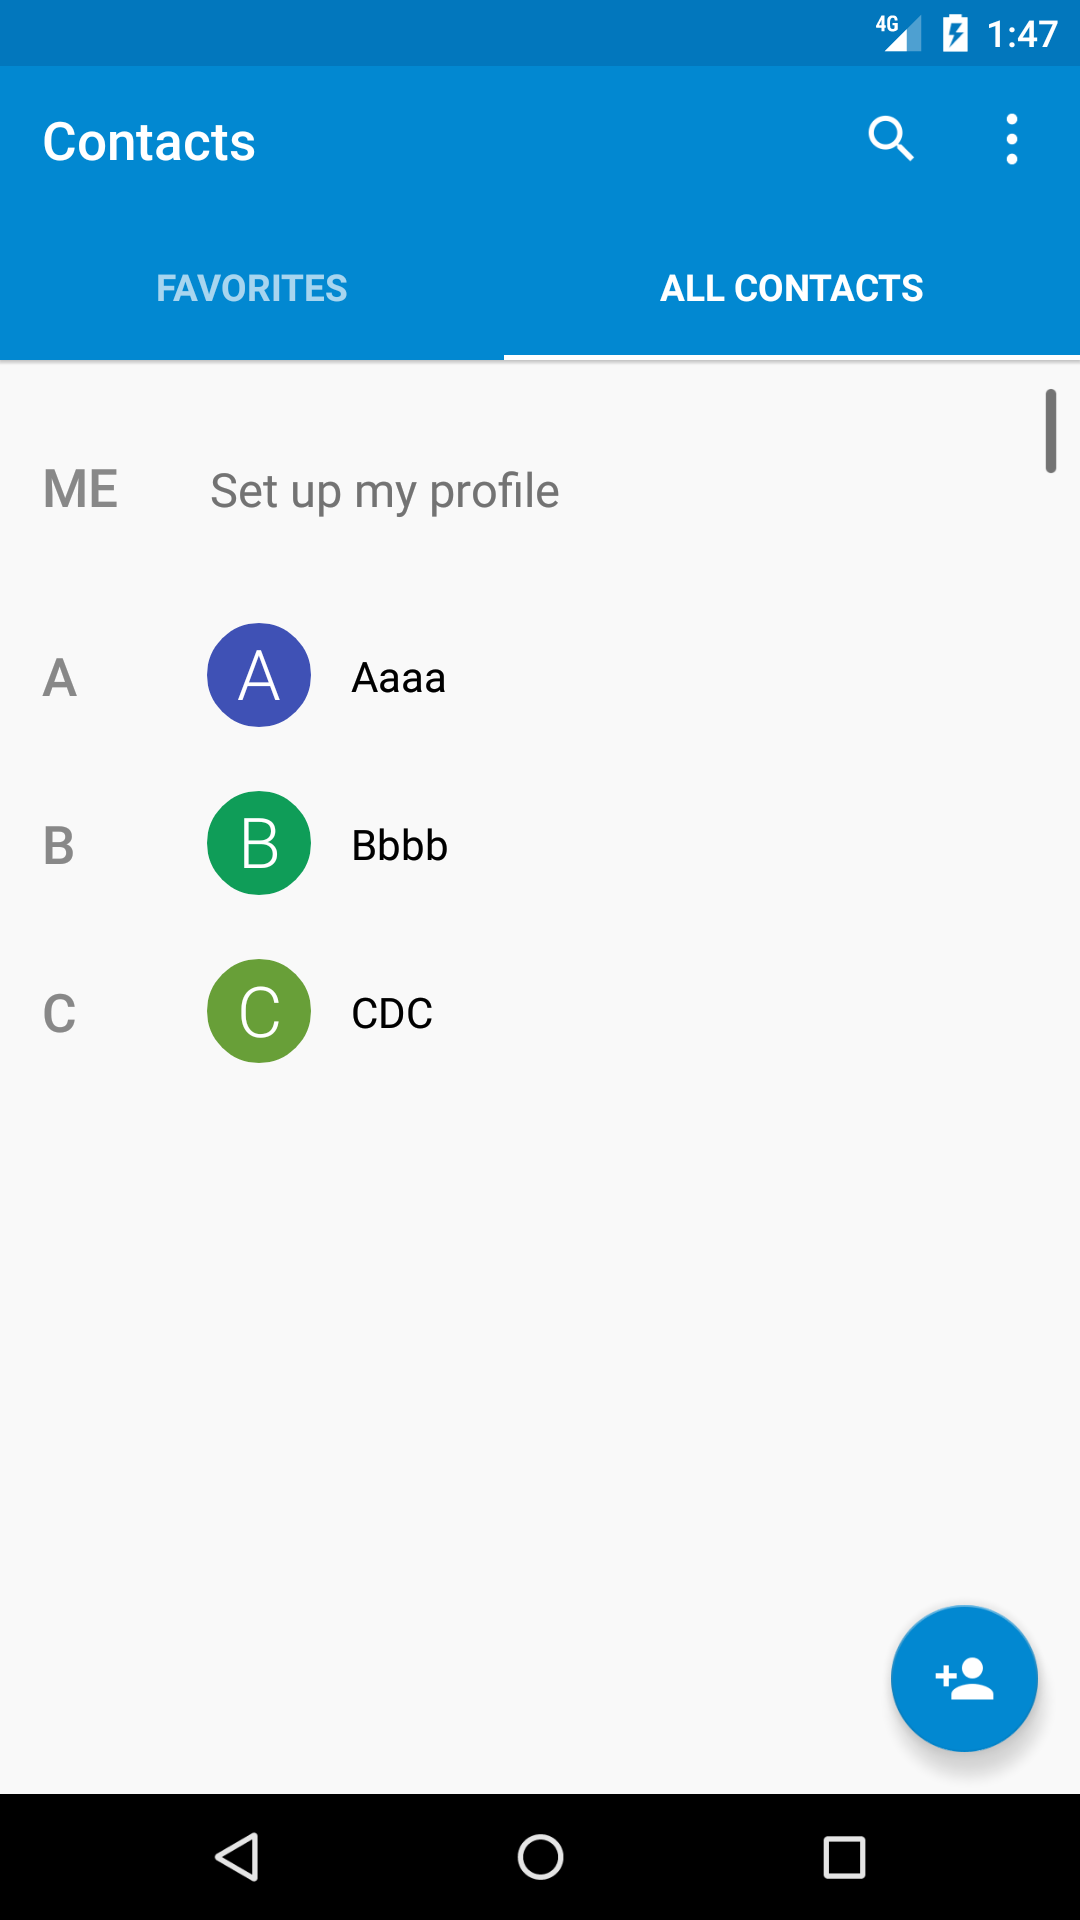 4G 1:47
Contacts
FAVORITES ALL CONTACTS
ME Set up my profile
A A Aaaa
B B Bbbb
C C CDC